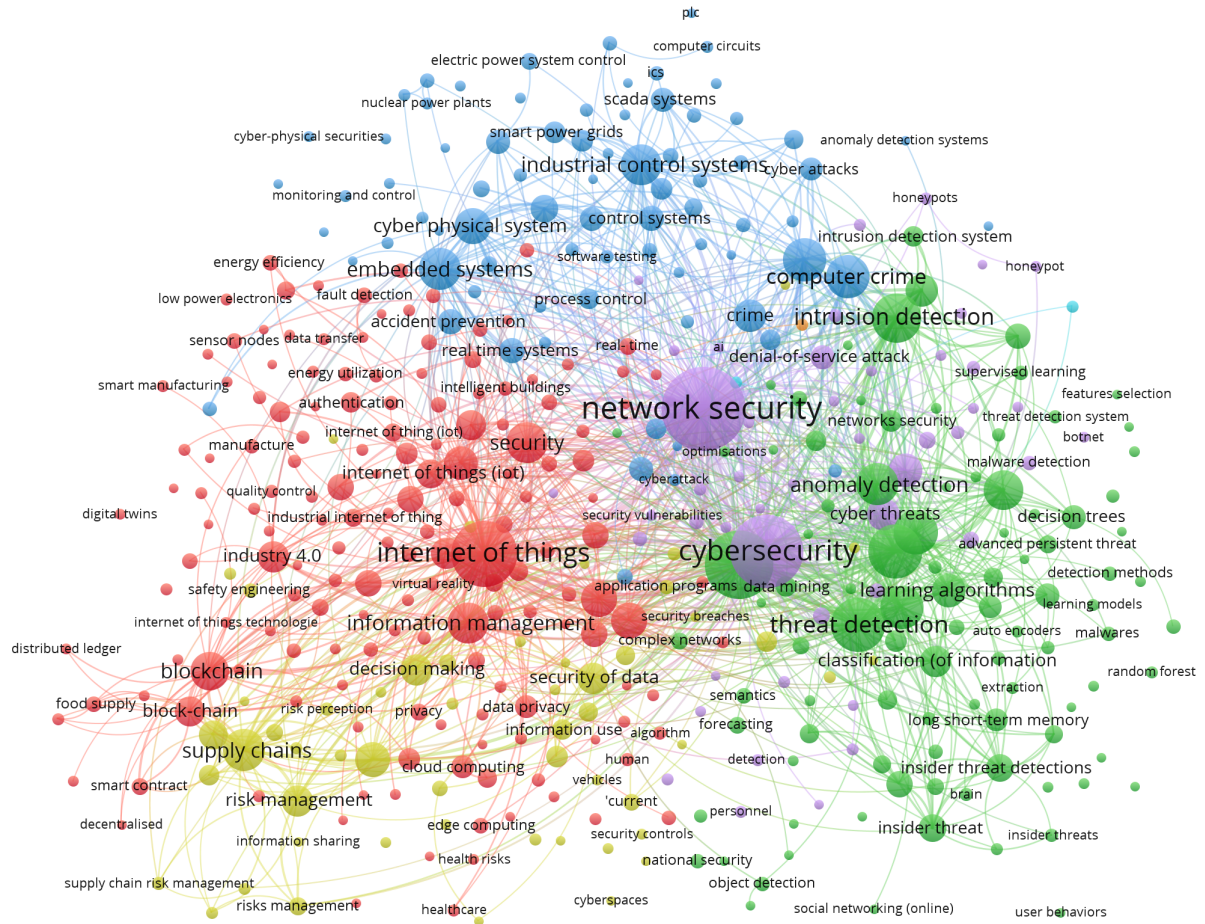 plc
computer circuits
electric power system control
ics
nuclear power plants
scada systems
smart power grids
cyber-physical securities
anomaly detection systems
industrial control systems
cyber attacks
monitoring and control
honeypots
cyber physical system
control systems
intrusion detection system
software testing
energy efficiency
embedded systems
honeypot
computer crime
low power electronics
fault detection
process control
crime
intrusion detection
accident prevention
sensor nodes
data transfer
real time systems
real- time
ai
denial-of-service attack
energy utilization
supervised learning
smart manufacturing
intelligent buildings
features selection
authentication
network security
threat detection system
networks security
internet of thing (iot)
botnet
manufacture
security
optimisations
malware detection
internet of things (iot)
cyberattack
anomaly detection
quality control
digital twins
industrial internet of thing
security vulnerabilities
cyber threats
decision trees
industry 4.0
internet of things
cybersecurity
advanced persistent threat
detection methods
safety engineering
virtual reality
application programs
data mining
learning algorithms
learning models
internet of things technologie
information management
security breaches
threat detection
auto encoders
malwares
complex networks
distributed ledger
blockchain
decision making
security of data
classification (of information
random forest
food supply
block-chain
risk perception
privacy
data privacy
semantics
extraction
information use
algorithm
forecasting
long short-term memory
supply chains
cloud computing
human
detection
insider threat detections
smart contract
vehicles
brain
risk management
'current
personnel
decentralised
edge computing
security controls
insider threat
insider threats
information sharing
health risks
national security
supply chain risk management
object detection
cyberspaces
risks management
healthcare
social networking (online)
user behaviors